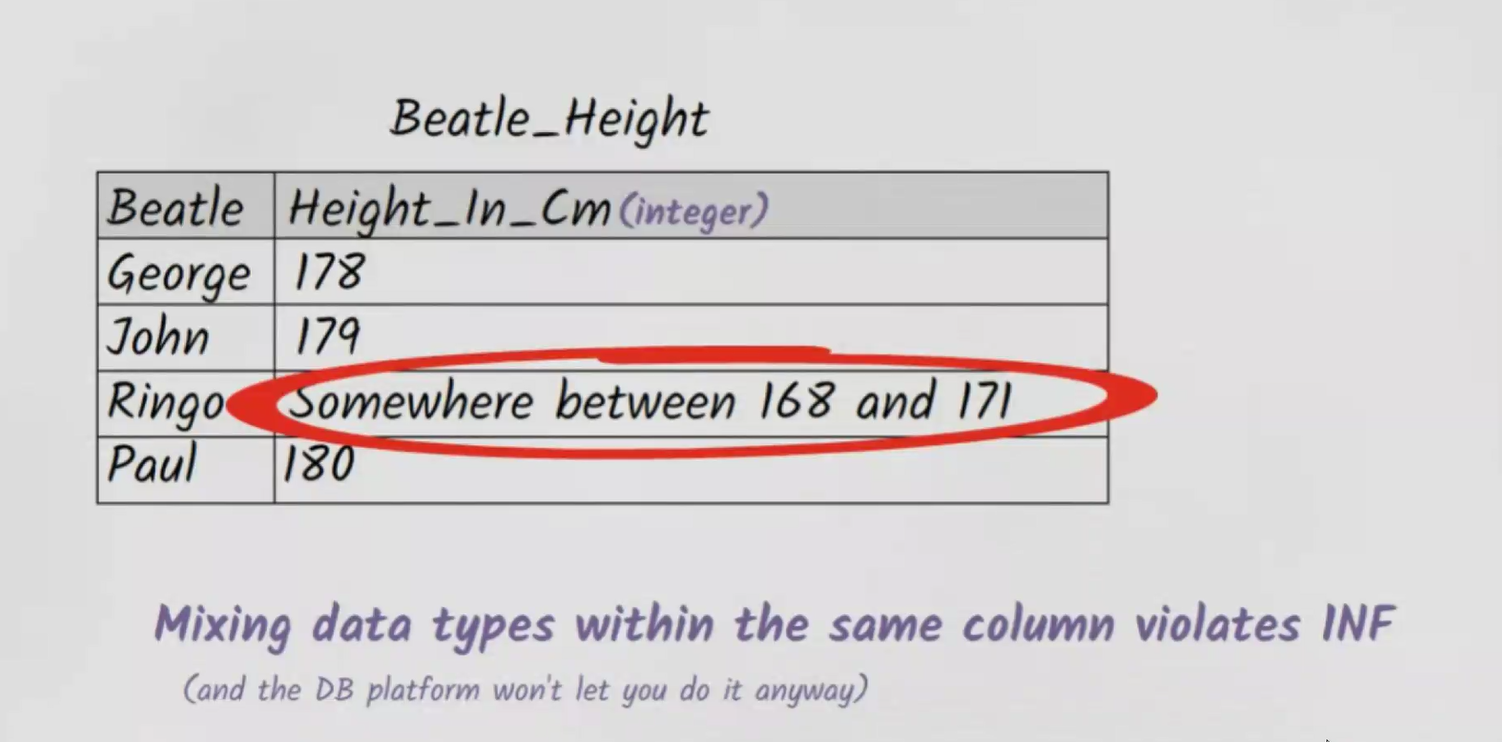 Beatle_Height
Beatle Height_In_Cm (integer)
George 178
John 179
Ringo Somewhere between 168 and 171
Paul 180
Mixing data types within the same column violates 1NF
(and the DB platform won't let you do it anyway)